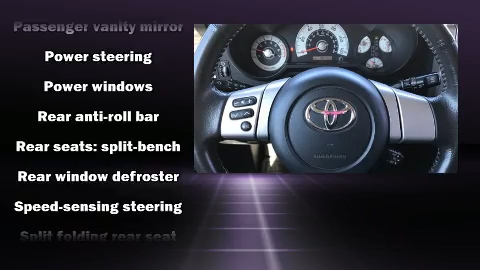 Passenger vanity mirror
Power steering
Power windows
Rear anti-roll bar
Rear seats: split-bench
Rear window defroster
Speed-sensing steering
Split folding rear seat